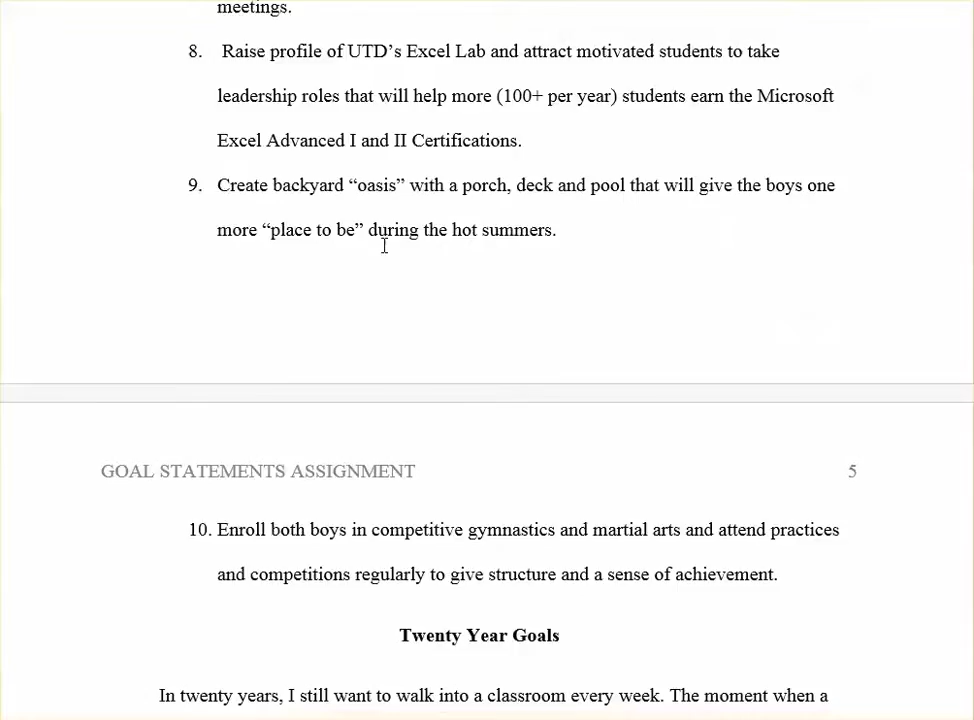 meetings.
8. Raise profile of UTD’s Excel Lab and attract motivated students to take
leadership roles that will help more (100+ per year) students earn the Microsoft
Excel Advanced I and II Certifications.
9. Create backyard “oasis” with a porch, deck and pool that will give the boys one
more “place to be” during the hot summers.
GOAL STATEMENTS ASSIGNMENT 5
10. Enroll both boys in competitive gymnastics and martial arts and attend practices
and competitions regularly to give structure and a sense of achievement.
Twenty Year Goals
In twenty years, I still want to walk into a classroom every week. The moment when a